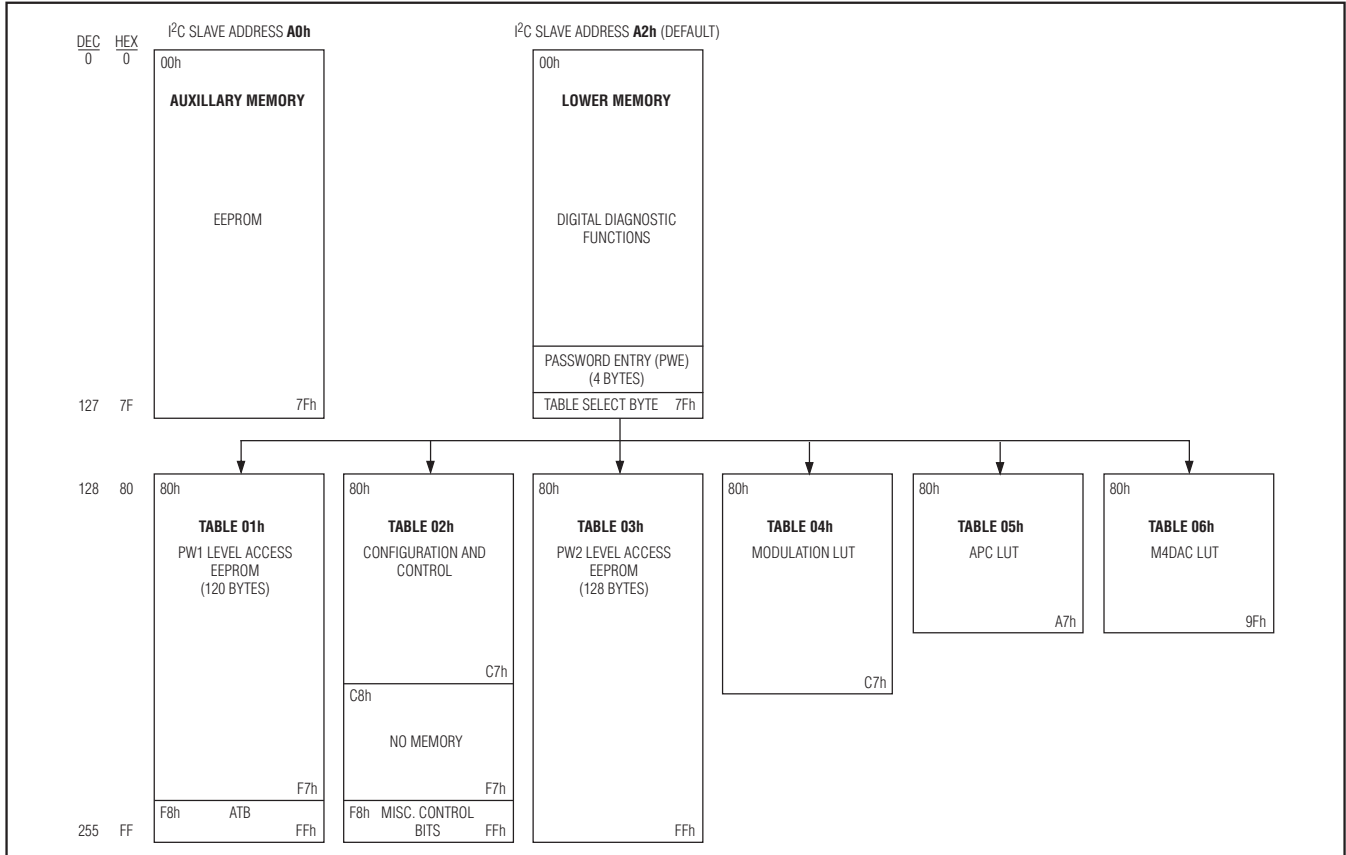 I2C SLAVE ADDRESS A0h
I2C SLAVE ADDRESS A2h (DEFAULT)
DEC HEX
0 0
00h
AUXILLARY MEMORY
EEPROM
7Fh
00h
LOWER MEMORY
DIGITAL DIAGNOSTIC
FUNCTIONS
PASSWORD ENTRY (PWE)
(4 BYTES)
TABLE SELECT BYTE 7Fh
127 7F
128 80
80h
TABLE 01h
PW1 LEVEL ACCESS
EEPROM
(120 BYTES)
F7h
F8h ATB
FFh
80h
TABLE 02h
CONFIGURATION AND
CONTROL
C7h
C8h
NO MEMORY
F7h
F8h MISC. CONTROL
BITS FFh
80h
TABLE 03h
PW2 LEVEL ACCESS
EEPROM
(128 BYTES)
FFh
80h
TABLE 04h
MODULATION LUT
C7h
80h
TABLE 05h
APC LUT
A7h
80h
TABLE 06h
M4DAC LUT
9Fh
255 FF